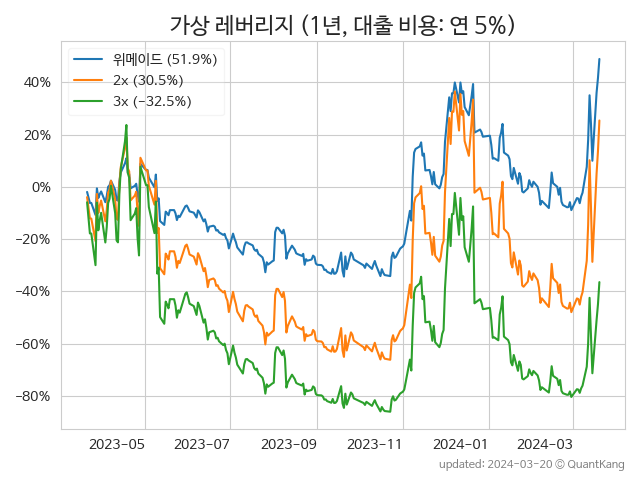 가상 레버리지 (1년, 대출 비용: 연 5%)
위메이드 (51.9%)
2x (30.5%)
3x (−32.5%)
40%
20%
0%
−20%
−40%
−60%
−80%
2023-05
2023-07
2023-09
2023-11
2024-01
2024-03
updated: 2024-03-20 © QuantKang